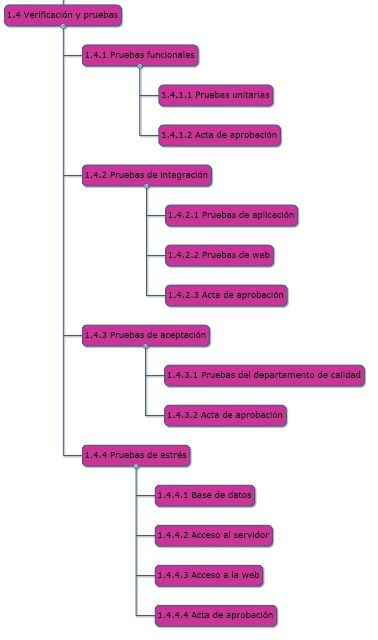 1.4 Verificación y pruebas
1.4.1 Pruebas funcionales
1.4.1.1 Pruebas unitarias
1.4.1.2 Acta de aprobación
1.4.2 Pruebas de integración
1.4.2.1 Pruebas de aplicación
1.4.2.2 Pruebas de web
1.4.2.3 Acta de aprobación
1.4.3 Pruebas de aceptación
1.4.3.1 Pruebas del departamento de calidad
1.4.3.2 Acta de aprobación
1.4.4 Pruebas de estrés
1.4.4.1 Base de datos
1.4.4.2 Acceso al servidor
1.4.4.3 Acceso a la web
1.4.4.4 Acta de aprobación